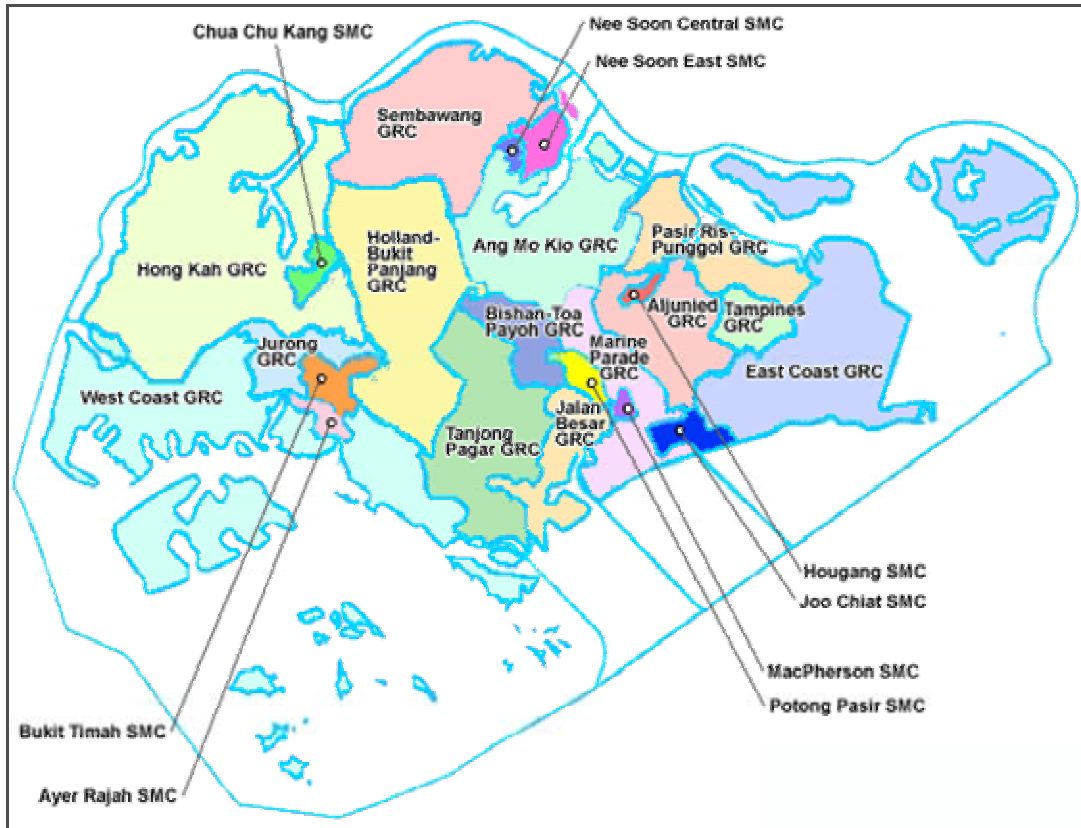 Chua Chu Kang SMC
Nee Soon Central SMC
Nee Soon East SMC
Sembawang
GRC
Hong Kah GRC
Holland-
Bukit
Panjang
GRC
Ang Mo Kio GRC
Pasir Ris-
Punggol GRC
Bishan-Toa
Payoh GRC
Aljunied
GRC
Tampines
GRC
Marine
Parade
GRC
East Coast GRC
Jurong
GRC
West Coast GRC
Tanjong
Pagar GRC
Jalan
Besar
GRC
Hougang SMC
Joo Chiat SMC
MacPherson SMC
Potong Pasir SMC
Bukit Timah SMC
Ayer Rajah SMC